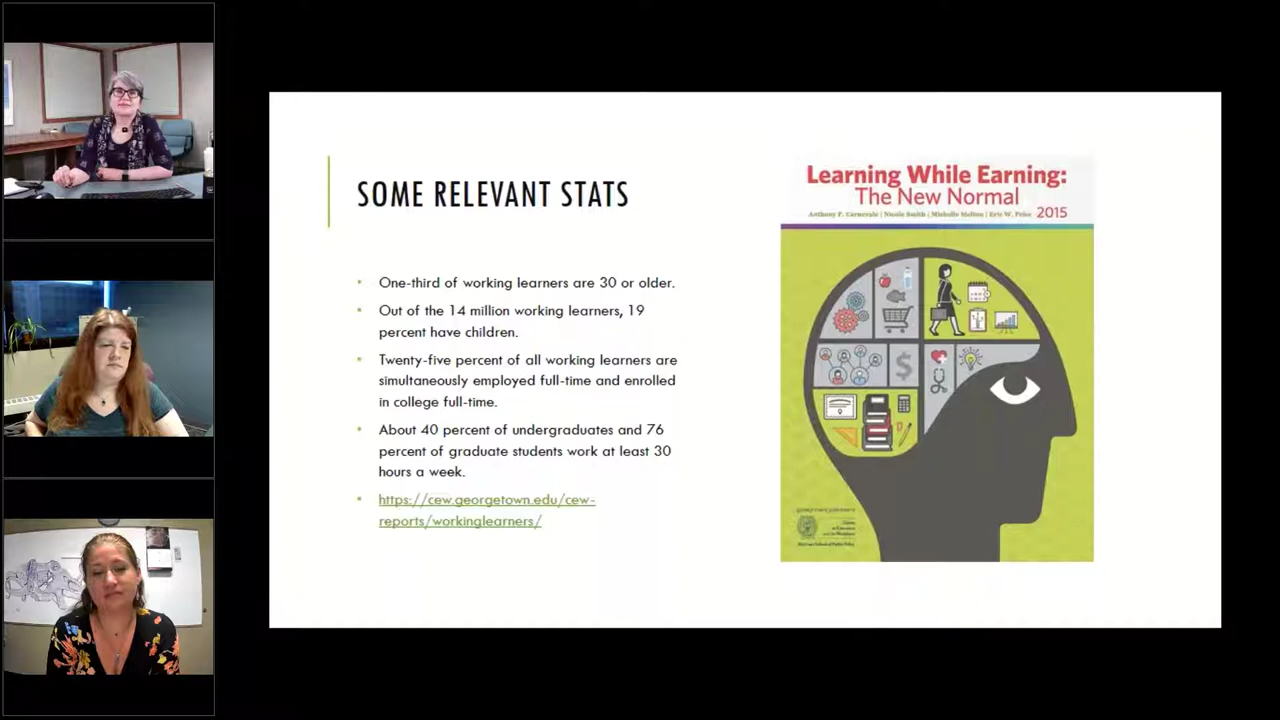 SOME RELEVANT STATS
One-third of working learners are 30 or older.
Out of the 14 million working learners, 19
percent have children.
Twenty-five percent of all working learners are
simultaneously employed full-time and enrolled
in college full-time.
About 40 percent of undergraduates and 76
percent of graduate students work at least 30
hours a week.
https://cew.georgetown.edu/cew-
reports/workinglearners/
Learning While Earning:
The New Normal
Anthony P. Carnevale | Nicole Smith | Michelle Melton | Eric W. Price 2015
$